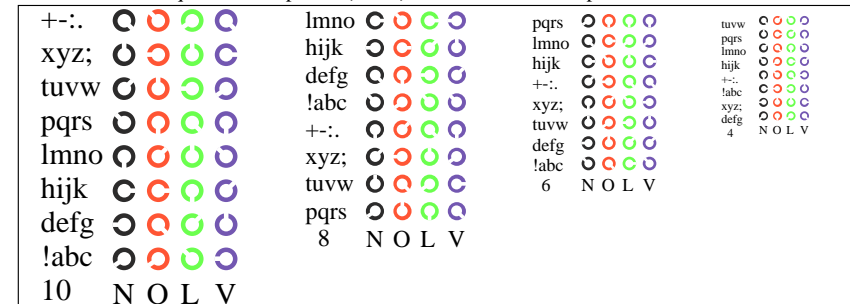 +-:.
xyz;
tuvw
pqrs
lmno
hijk
defg
!abc
10 N O L V
lmno
hijk
defg
!abc
+-:.
xyz;
tuvw
pqrs
8 N O L V
pqrs
lmno
hijk
+-:.
xyz;
tuvw
defg
!abc
6 N O L V
tuvw
pqrs
lmno
hijk
+-:.
!abc
xyz;
defg
4 N O L V